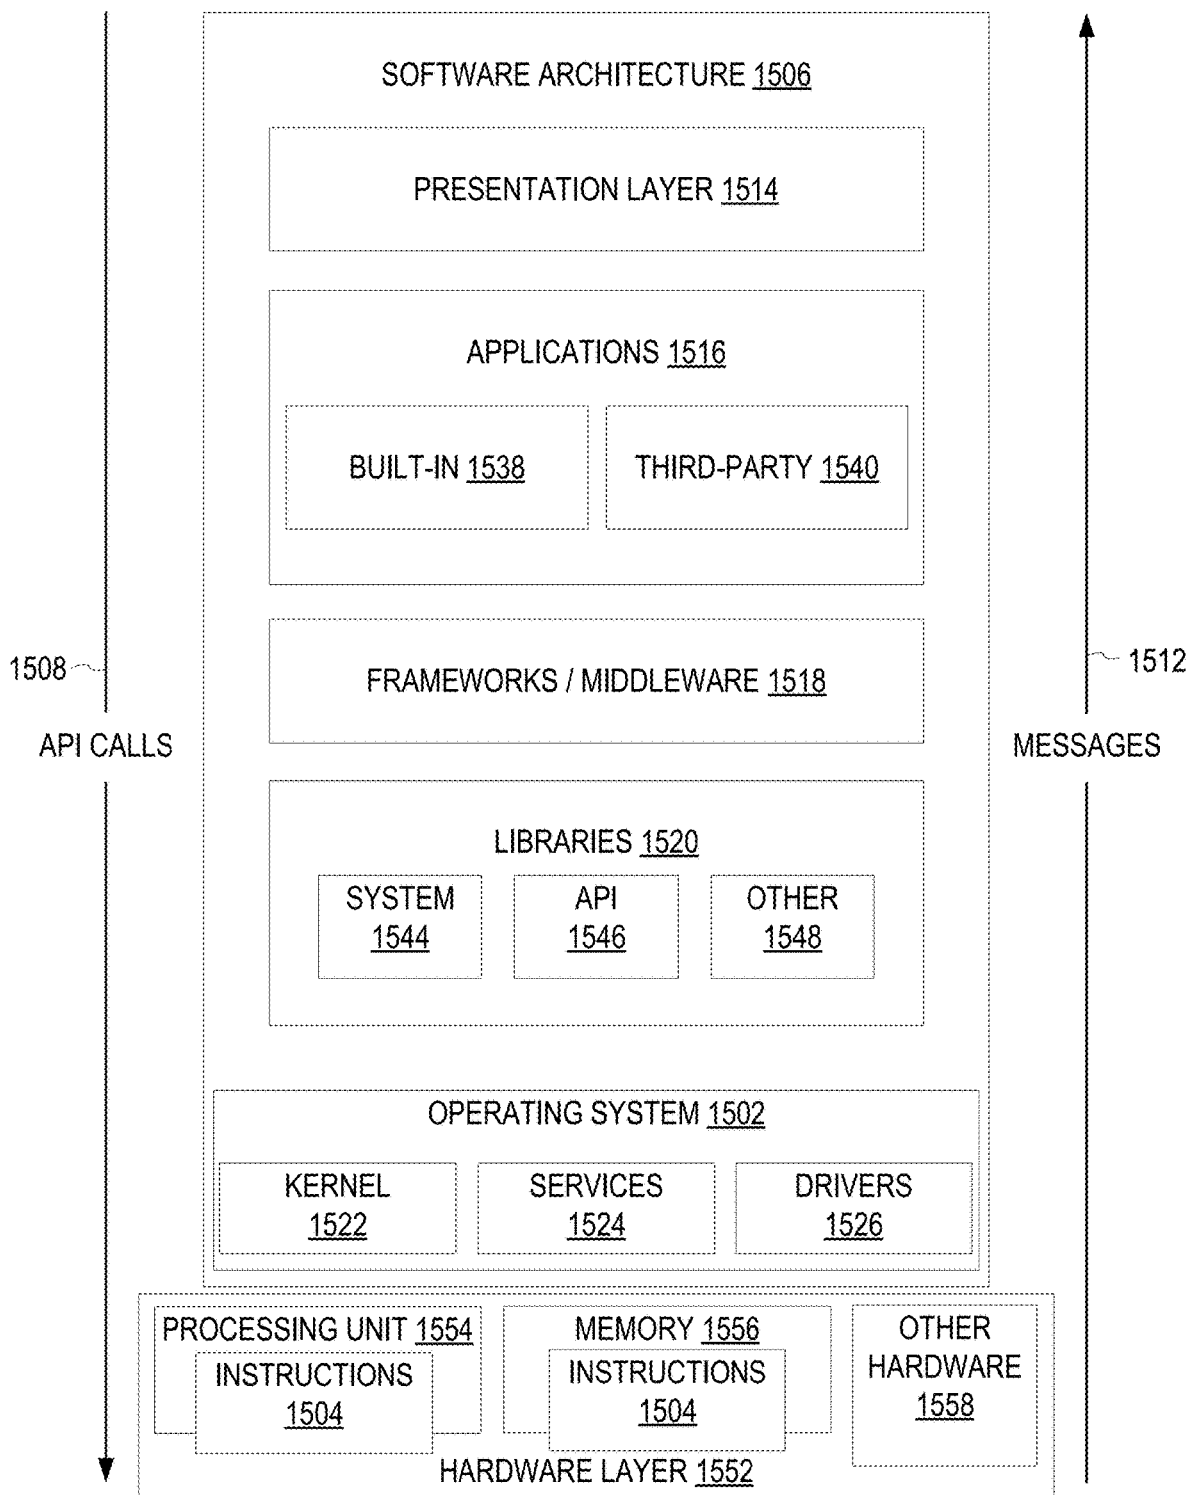 SOFTWARE ARCHITECTURE 1506
PRESENTATION LAYER 1514
APPLICATIONS 1516
BUILT-IN 1538
THIRD-PARTY 1540
1508
API CALLS
FRAMEWORKS / MIDDLEWARE 1518
1512
MESSAGES
LIBRARIES 1520
SYSTEM
1544
API
1546
OTHER
1548
OPERATING SYSTEM 1502
KERNEL
1522
SERVICES
1524
DRIVERS
1526
PROCESSING UNIT 1554
INSTRUCTIONS
1504
MEMORY 1556
INSTRUCTIONS
1504
OTHER
HARDWARE
1558
HARDWARE LAYER 1552